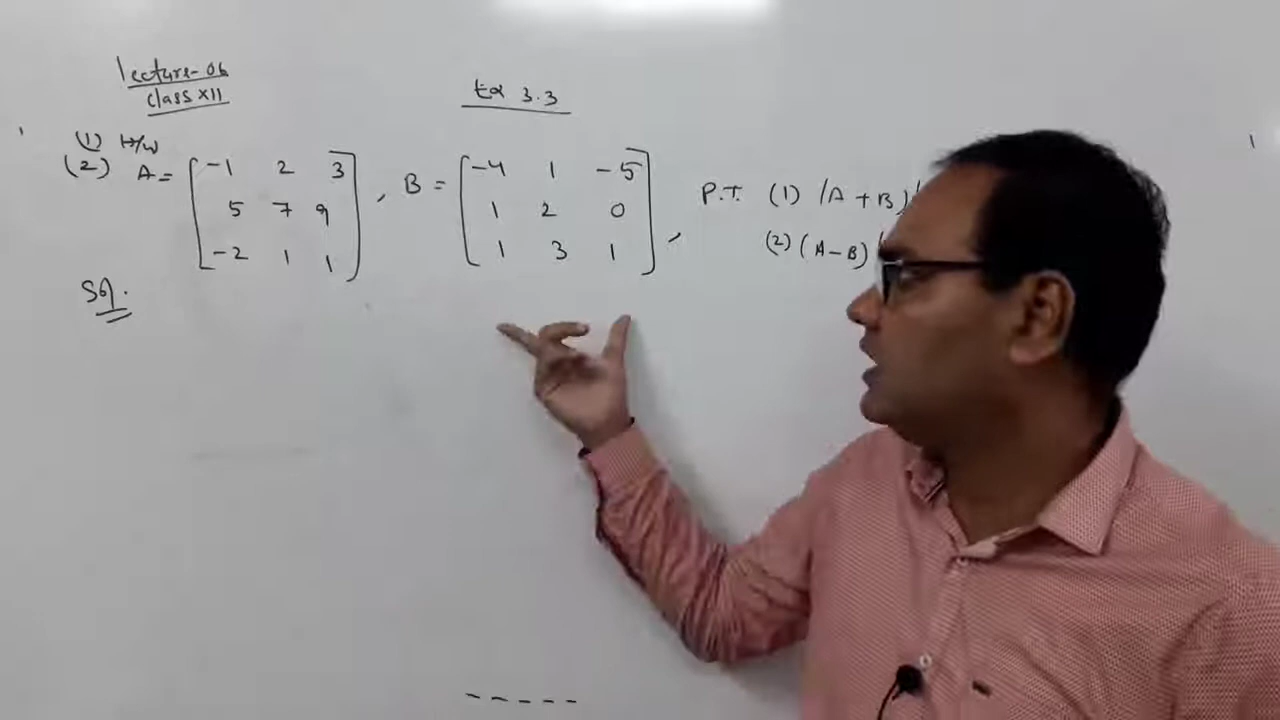 Lecture-06
Class XII
Ex 3.3
(1) H/W
(2) A = [ -1 2 3 , B = [ -4 1 -5 ] P.T. (1) (A + B)'
5 7 9 1 2 0
-2 1 1 ] 1 3 1 ] , (2) (A - B)
Sol.
- - - - -